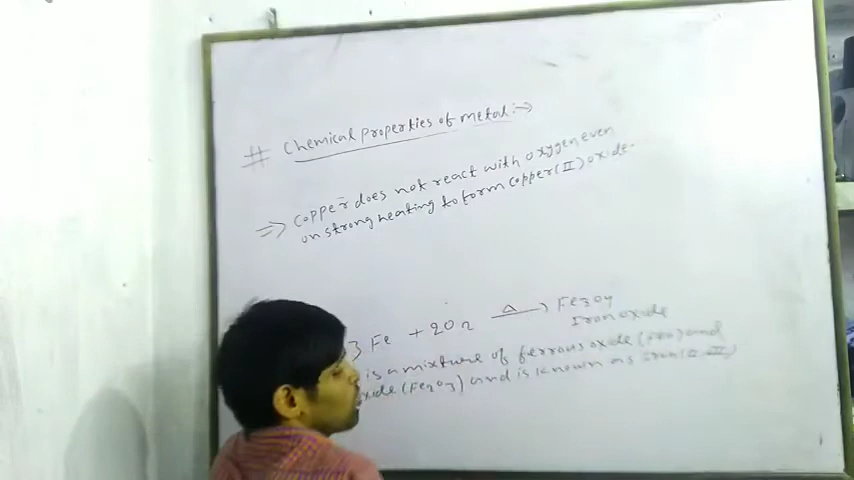 # Chemical Properties of metal:→
⇒ Copper does not react with oxygen even
on strong heating to form Copper(II) oxide.
3 Fe + 2O₂ —Δ→ Fe₃O₄
Iron oxide
is a mixture of ferrous oxide (FeO) and
oxide (Fe₂O₃) and is known as iron (II, III)